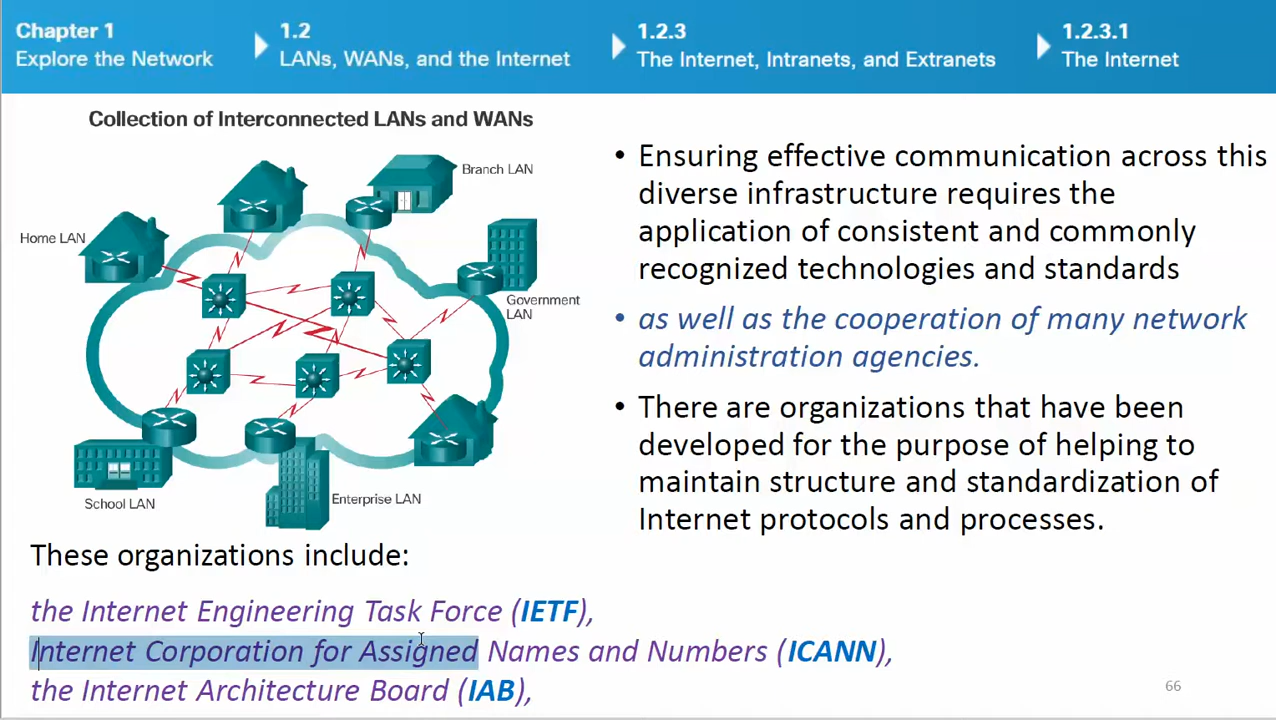 Chapter 1
Explore the Network
1.2
LANs, WANs, and the Internet
1.2.3
The Internet, Intranets, and Extranets
1.2.3.1
The Internet
Collection of Interconnected LANs and WANs
Branch LAN
Home LAN
Government
LAN
School LAN
Enterprise LAN
• Ensuring effective communication across this
diverse infrastructure requires the
application of consistent and commonly
recognized technologies and standards
• as well as the cooperation of many network
administration agencies.
• There are organizations that have been
developed for the purpose of helping to
maintain structure and standardization of
Internet protocols and processes.
These organizations include:
the Internet Engineering Task Force (IETF),
Internet Corporation for Assigned Names and Numbers (ICANN),
the Internet Architecture Board (IAB),
66